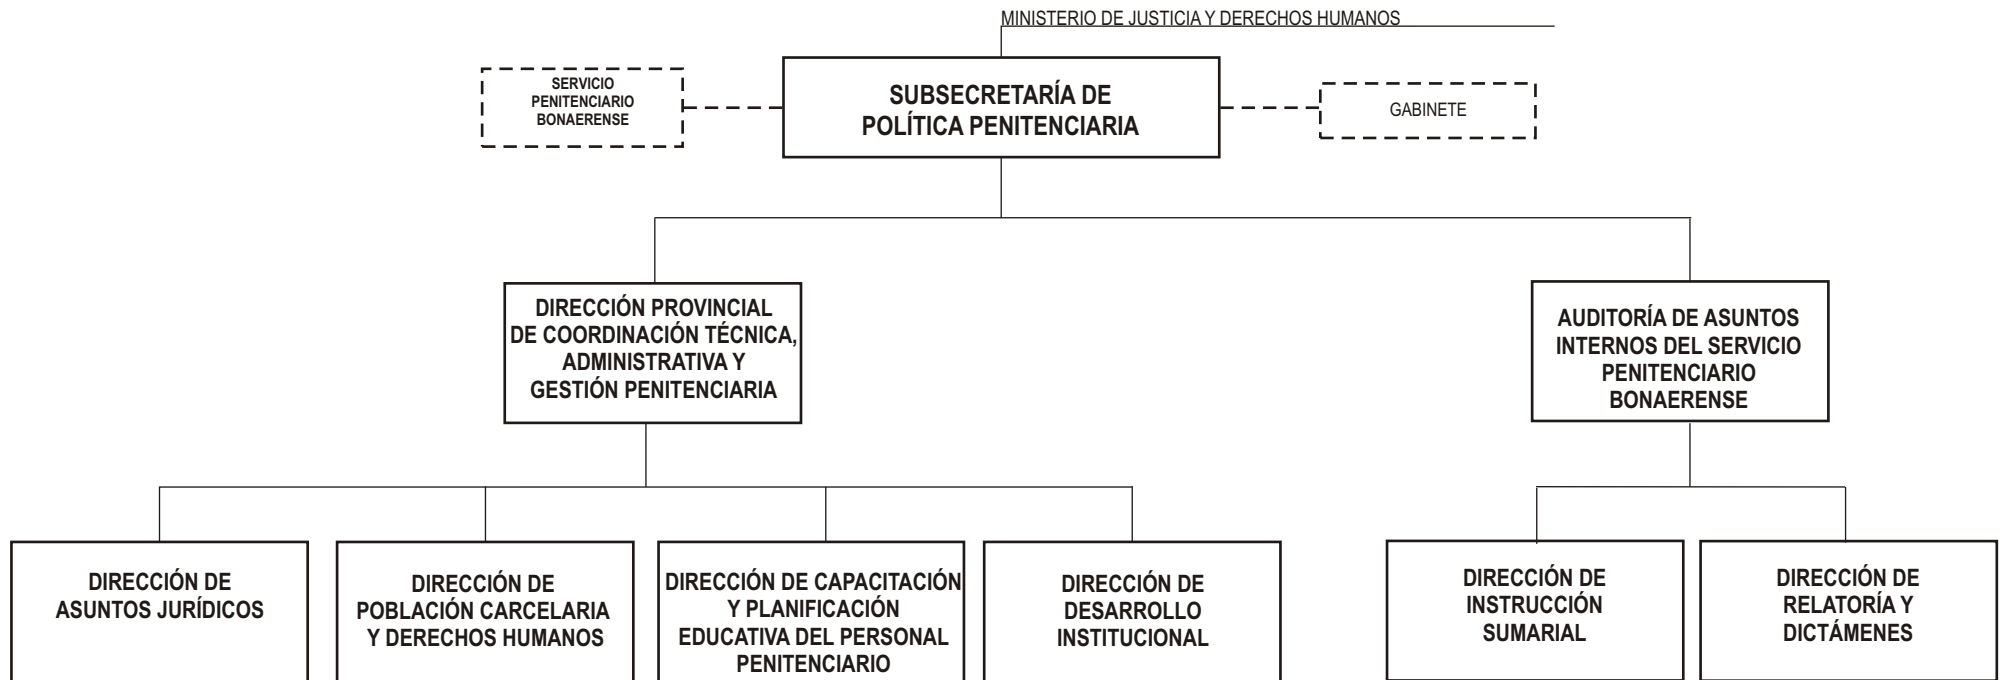 MINISTERIO DE JUSTICIA Y DERECHOS HUMANOS
SERVICIO
PENITENCIARIO
BONAERENSE
SUBSECRETARÍA DE
POLÍTICA PENITENCIARIA
GABINETE
DIRECCIÓN PROVINCIAL
DE COORDINACIÓN TÉCNICA,
ADMINISTRATIVA Y
GESTIÓN PENITENCIARIA
AUDITORÍA DE ASUNTOS
INTERNOS DEL SERVICIO
PENITENCIARIO
BONAERENSE
DIRECCIÓN DE
ASUNTOS JURÍDICOS
DIRECCIÓN DE
POBLACIÓN CARCELARIA
Y DERECHOS HUMANOS
DIRECCIÓN DE CAPACITACIÓN
Y PLANIFICACIÓN
EDUCATIVA DEL PERSONAL
PENITENCIARIO
DIRECCIÓN DE
DESARROLLO
INSTITUCIONAL
DIRECCIÓN DE
INSTRUCCIÓN
SUMARIAL
DIRECCIÓN DE
RELATORÍA Y
DICTÁMENES